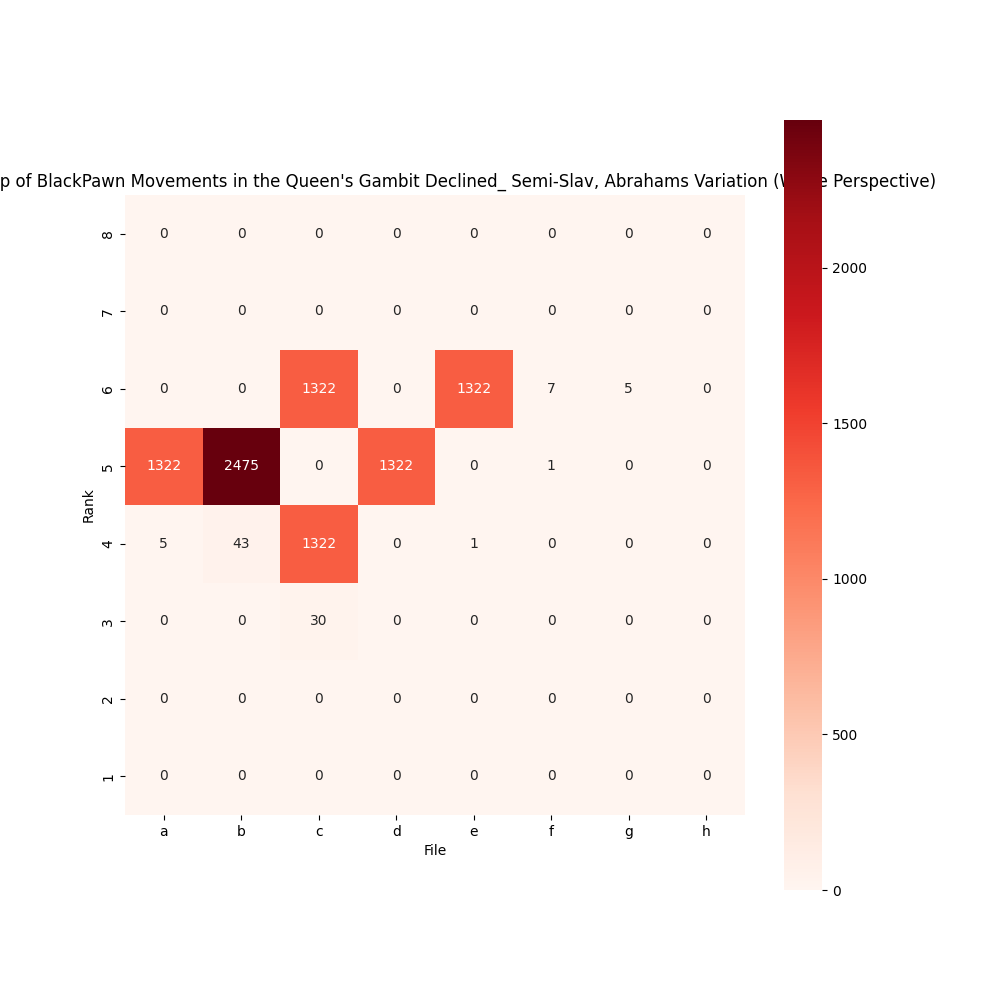 p of BlackPawn Movements in the Queen's Gambit Declined_ Semi-Slav, Abrahams Variation (W e Perspective)
8 0 0 0 0 0 0 0 0
7 0 0 0 0 0 0 0 0
6 0 0 1322 0 1322 7 5 0
5 1322 2475 0 1322 0 1 0 0
4 5 43 1322 0 1 0 0 0
3 0 0 30 0 0 0 0 0
2 0 0 0 0 0 0 0 0
1 0 0 0 0 0 0 0 0
a b c d e f g h
File
Rank
2000
1500
1000
500
0